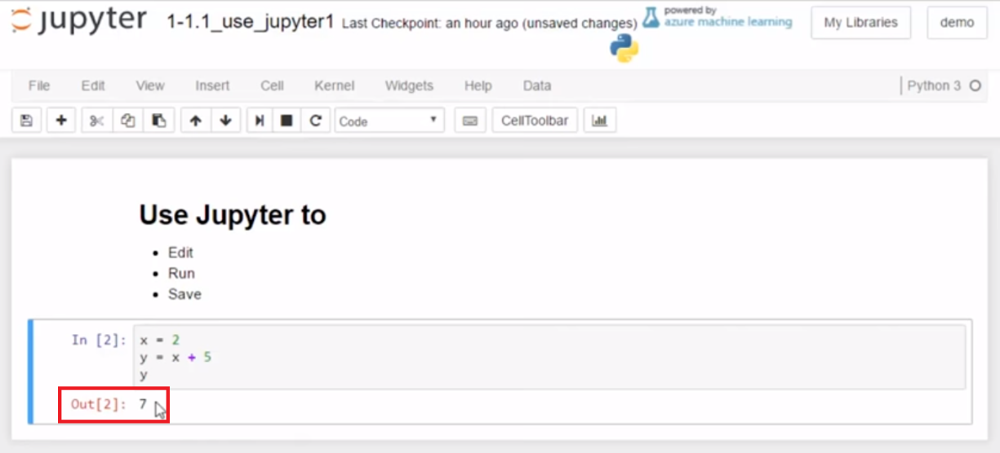 jupyter 1-1.1_use_jupyter1 Last Checkpoint: an hour ago (unsaved changes) powered by
azure machine learning
My Libraries demo
File Edit View Insert Cell Kernel Widgets Help Data Python 3
Code CellToolbar
Use Jupyter to
• Edit
• Run
• Save
In [2]: x = 2
y = x + 5
y
Out[2]: 7